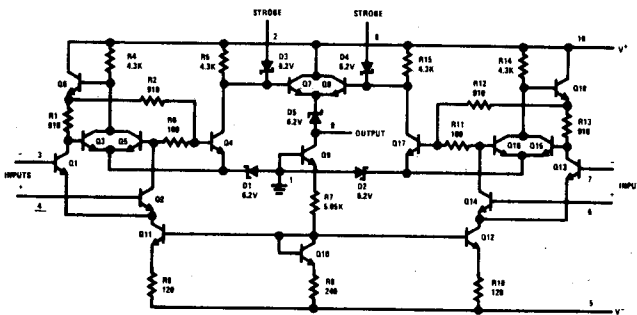 STROBE STROBE
2 8
R4 4.3K
R5 4.3K
D3 6.2V
D4 6.2V
R15 4.3K
R14 4.3K
10 V+
Q6
R2 910
Q7 Q8
R12 910
Q18
R1 910
R6 100
D5 6.2V
R11 100
R13 910
Q3 Q5
Q4
9 OUTPUT
Q17
Q16 Q15
− 3
Q1
Q9
Q13
7 −
INPUTS
D1 6.2V
1
D2 6.2V
INPU
+ 4
Q2
R7 5.05K
Q14
6 +
Q11
Q10
Q12
R9 120
R8 240
R10 120
5 V−